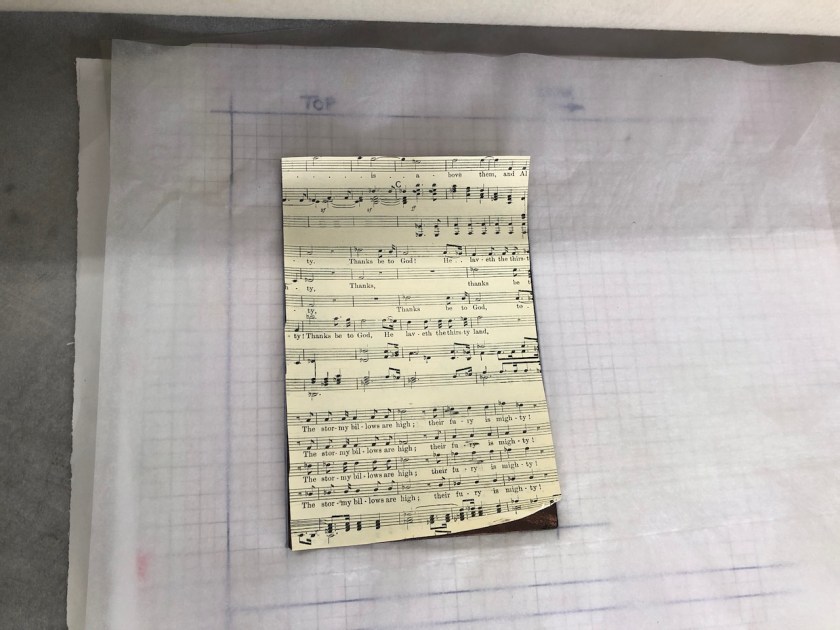 TOP
is a - bove them, and Al
C
sf sf ff
ty. Thanks be to God! He . . lav - eth the thirs - t
ty, Thanks, thanks be t
ty, Thanks be to God, be
ty! Thanks be to God, He lav - eth the thirs - ty land,
The stor - my bil - lows are high; their fu - ry is migh - ty!
The stor - my bil - lows are high; their fu - ry is migh - ty!
The stor - my bil - lows are high; their fu - ry is migh - ty!
The stor - my bil - lows are high; their fu - ry is migh - ty!